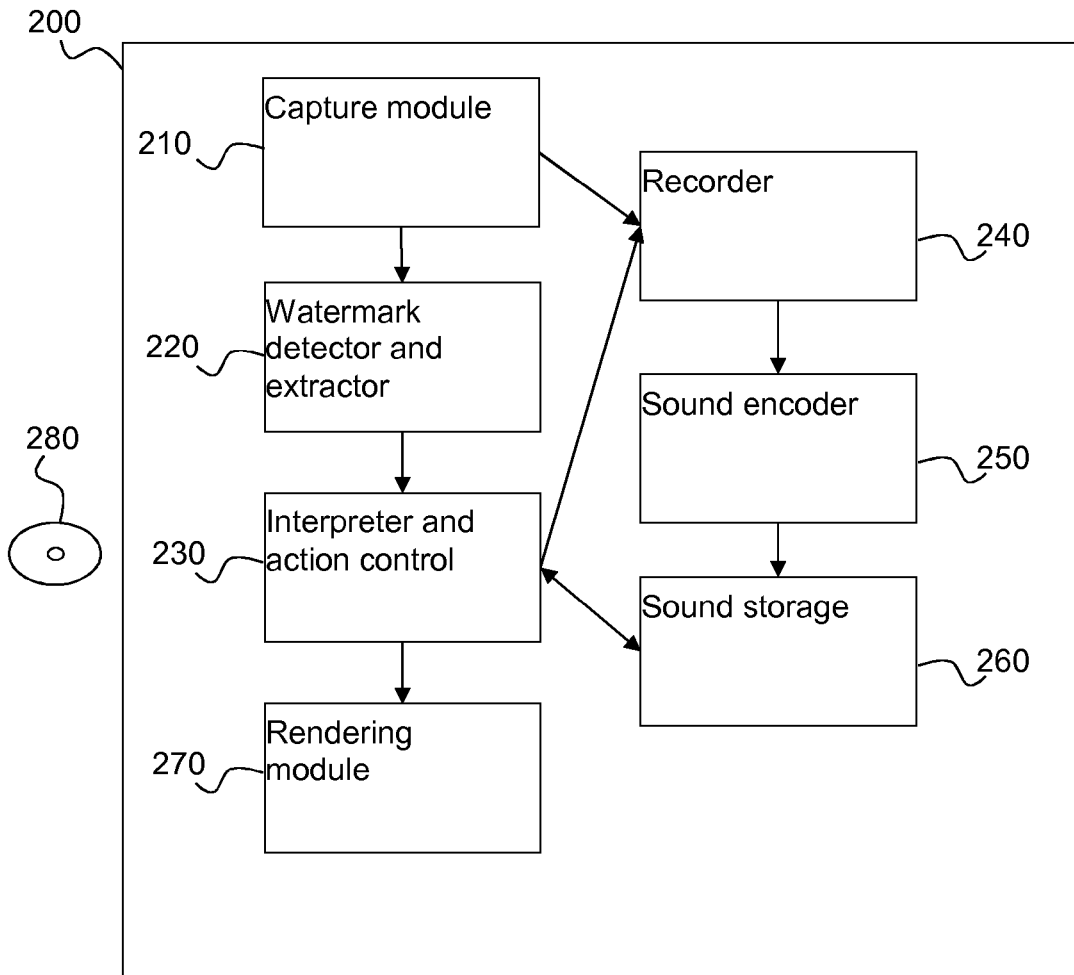 200
Capture module
210
Recorder
240
Watermark
detector and
extractor
220
Sound encoder
250
280
Interpreter and
action control
230
Sound storage
260
Rendering
module
270